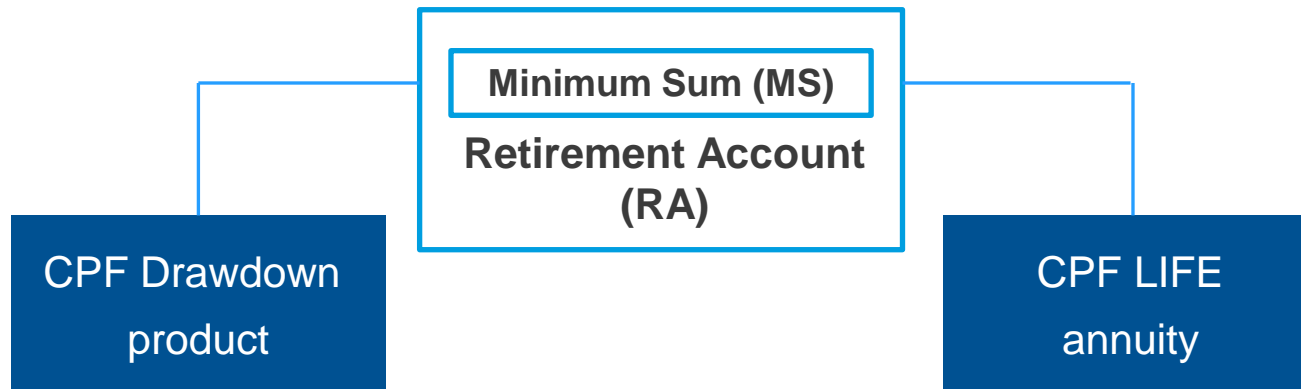 Minimum Sum (MS)
Retirement Account
(RA)
CPF Drawdown
product
CPF LIFE
annuity